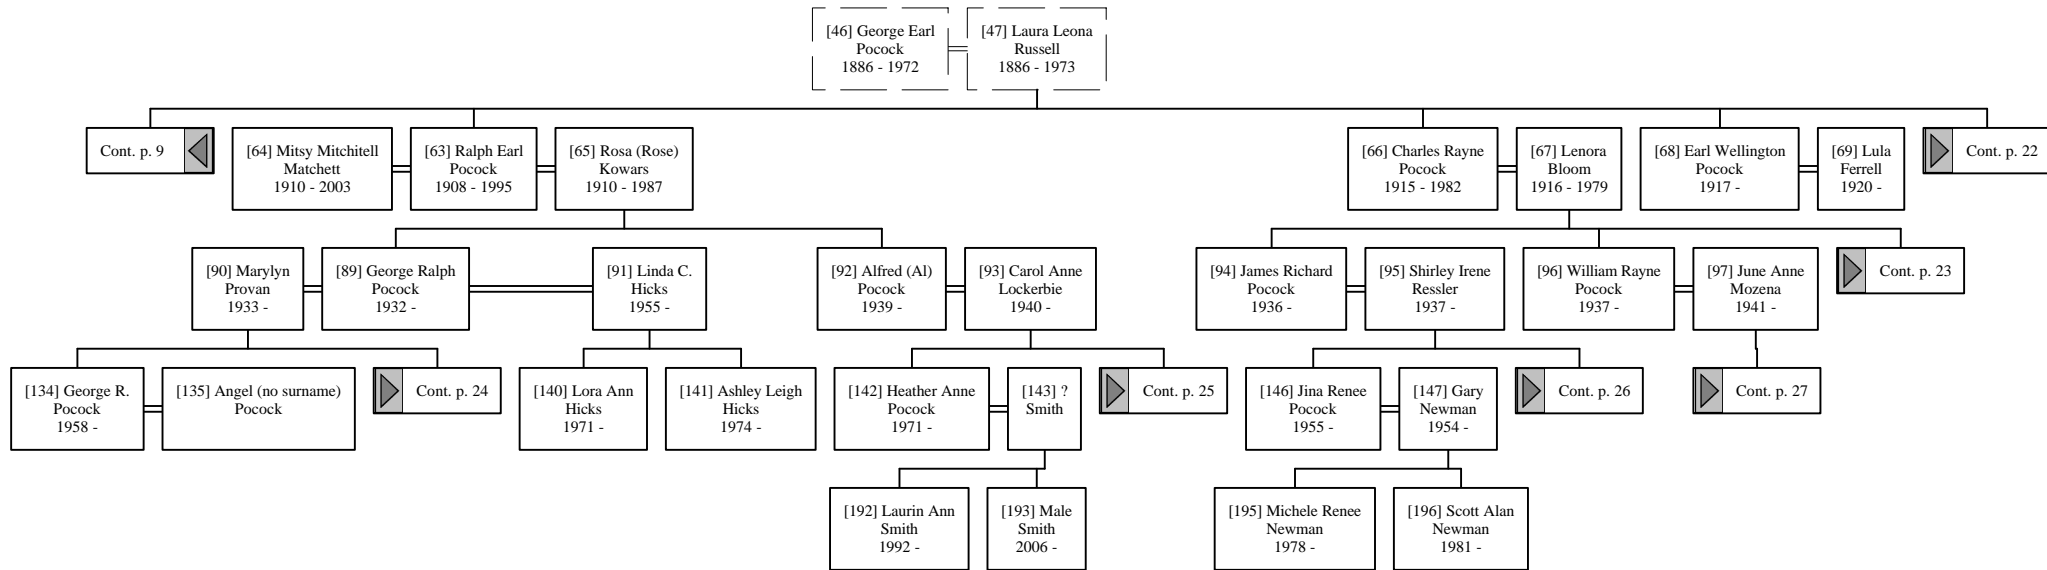 [46] George Earl
Pocock
1886 - 1972
[47] Laura Leona
Russell
1886 - 1973
Cont. p. 9
[64] Mitsy Mitchitell
Matchett
1910 - 2003
[63] Ralph Earl
Pocock
1908 - 1995
[65] Rosa (Rose)
Kowars
1910 - 1987
[66] Charles Rayne
Pocock
1915 - 1982
[67] Lenora
Bloom
1916 - 1979
[68] Earl Wellington
Pocock
1917 -
[69] Lula
Ferrell
1920 -
Cont. p. 22
[90] Marylyn
Provan
1933 -
[89] George Ralph
Pocock
1932 -
[91] Linda C.
Hicks
1955 -
[92] Alfred (Al)
Pocock
1939 -
[93] Carol Anne
Lockerbie
1940 -
[94] James Richard
Pocock
1936 -
[95] Shirley Irene
Ressler
1937 -
[96] William Rayne
Pocock
1937 -
[97] June Anne
Mozena
1941 -
Cont. p. 23
[134] George R.
Pocock
1958 -
[135] Angel (no surname)
Pocock
Cont. p. 24
[140] Lora Ann
Hicks
1971 -
[141] Ashley Leigh
Hicks
1974 -
[142] Heather Anne
Pocock
1971 -
[143] ?
Smith
Cont. p. 25
[146] Jina Renee
Pocock
1955 -
[147] Gary
Newman
1954 -
Cont. p. 26
Cont. p. 27
[192] Laurin Ann
Smith
1992 -
[193] Male
Smith
2006 -
[195] Michele Renee
Newman
1978 -
[196] Scott Alan
Newman
1981 -